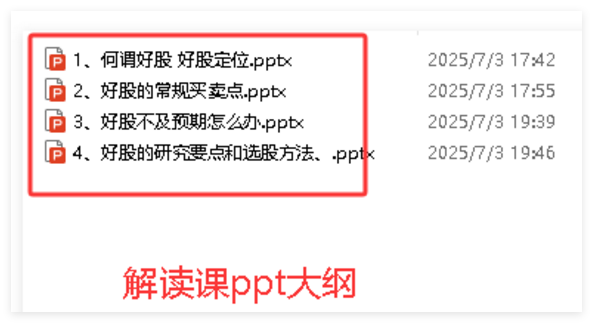 1、何谓好股 好股定位.pptx 2025/7/3 17:42
2、好股的常规买卖点.pptx 2025/7/3 17:55
3、好股不及预期怎么办.pptx 2025/7/3 19:39
4、好股的研究要点和选股方法、.pptx 2025/7/3 19:46
解读课ppt大纲